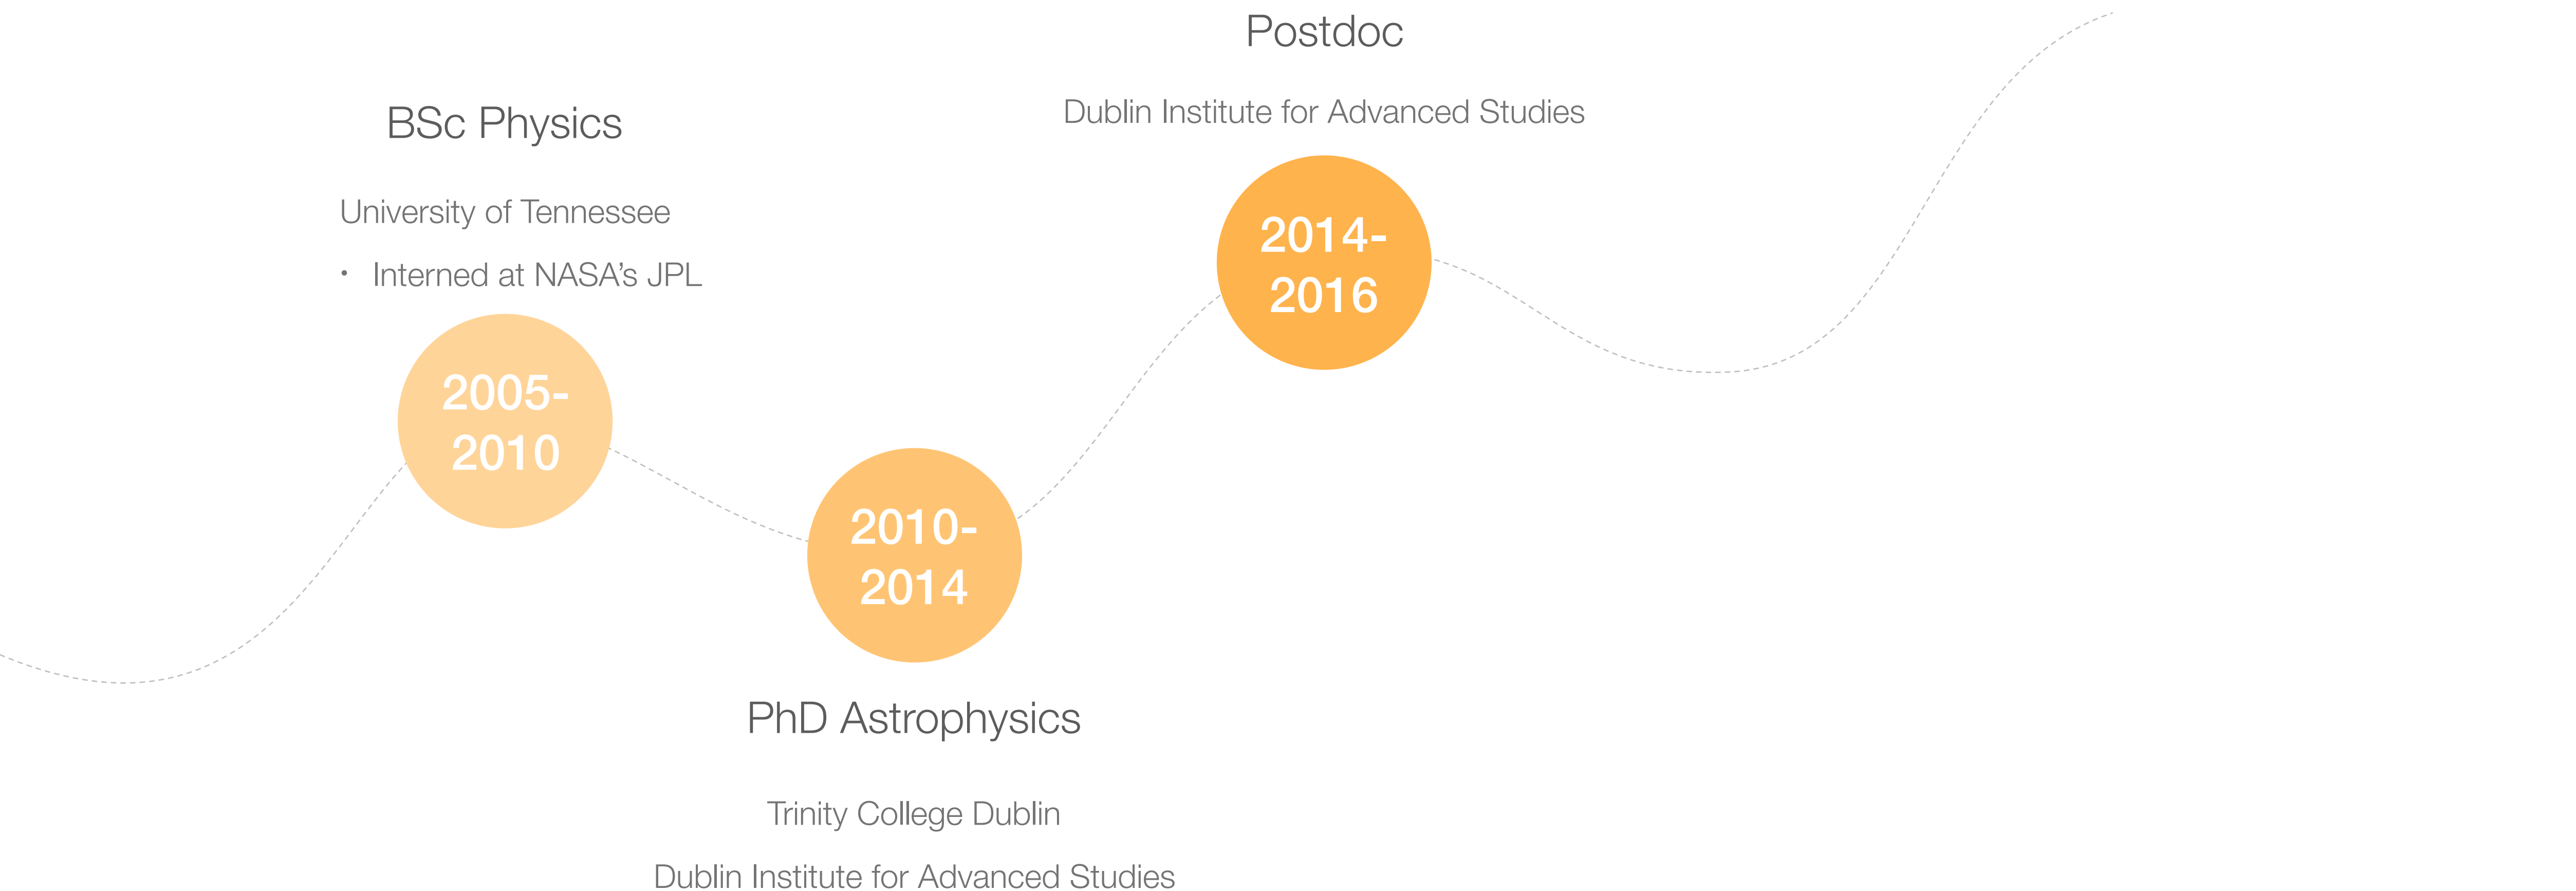 BSc Physics
University of Tennessee
• Interned at NASA’s JPL
2005-
2010
2010-
2014
PhD Astrophysics
Trinity College Dublin
Dublin Institute for Advanced Studies
Postdoc
Dublin Institute for Advanced Studies
2014-
2016